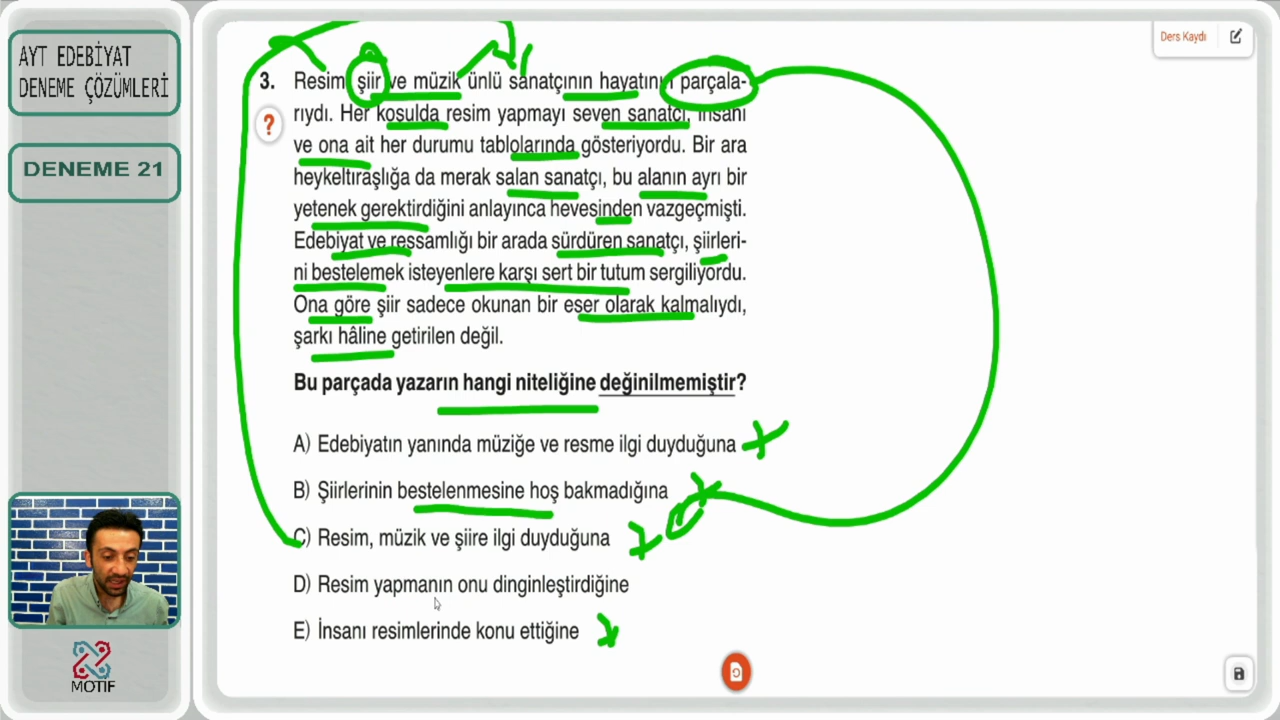 AYT EDEBİYAT
DENEME ÇÖZÜMLERİ
DENEME 21
MOTIF
Ders Kaydı
3. Resim, şiir ve müzik ünlü sanatçının hayatının parçala-
rıydı. Her koşulda resim yapmayı seven sanatçı, insanı
ve ona ait her durumu tablolarında gösteriyordu. Bir ara
heykeltıraşlığa da merak salan sanatçı, bu alanın ayrı bir
yetenek gerektirdiğini anlayınca hevesinden vazgeçmişti.
Edebiyat ve ressamlığı bir arada sürdüren sanatçı, şiirleri-
ni bestelemek isteyenlere karşı sert bir tutum sergiliyordu.
Ona göre şiir sadece okunan bir eser olarak kalmalıydı,
şarkı hâline getirilen değil.
Bu parçada yazarın hangi niteliğine değinilmemiştir?
A) Edebiyatın yanında müziğe ve resme ilgi duyduğuna
B) Şiirlerinin bestelenmesine hoş bakmadığına
C) Resim, müzik ve şiire ilgi duyduğuna
D) Resim yapmanın onu dinginleştirdiğine
E) İnsanı resimlerinde konu ettiğine